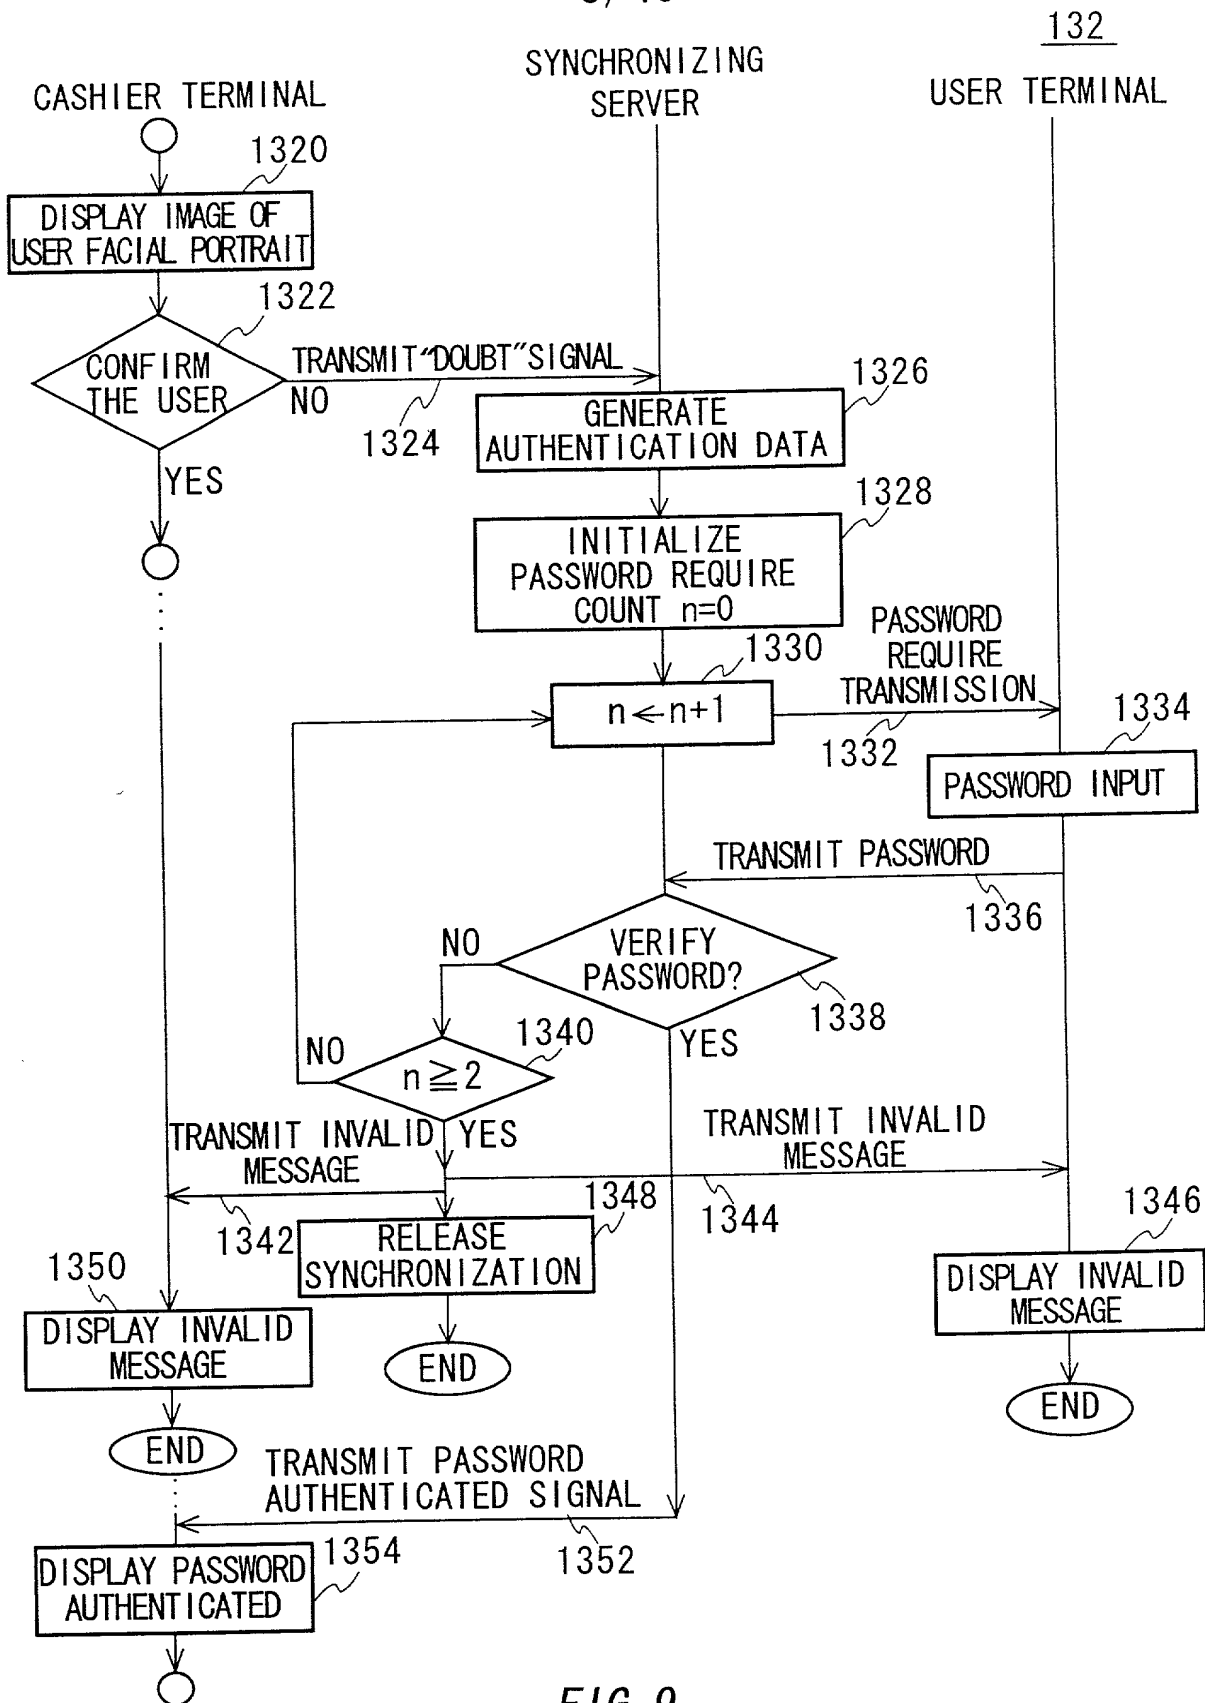 132
CASHIER TERMINAL
SYNCHRONIZING
SERVER
USER TERMINAL
1320
DISPLAY IMAGE OF
USER FACIAL PORTRAIT
1322
CONFIRM
THE USER
TRANSMIT "DOUBT" SIGNAL
NO
1324
YES
1326
GENERATE
AUTHENTICATION DATA
1328
INITIALIZE
PASSWORD REQUIRE
COUNT n=0
1330
n←n+1
PASSWORD
REQUIRE
TRANSMISSION
1332
1334
PASSWORD INPUT
TRANSMIT PASSWORD
1336
VERIFY
PASSWORD?
1338
NO
YES
1340
n≧2
NO
YES
TRANSMIT INVALID
MESSAGE
1342
TRANSMIT INVALID
MESSAGE
1344
1348
RELEASE
SYNCHRONIZATION
END
1346
DISPLAY INVALID
MESSAGE
END
1350
DISPLAY INVALID
MESSAGE
END
TRANSMIT PASSWORD
AUTHENTICATED SIGNAL
1352
1354
DISPLAY PASSWORD
AUTHENTICATED